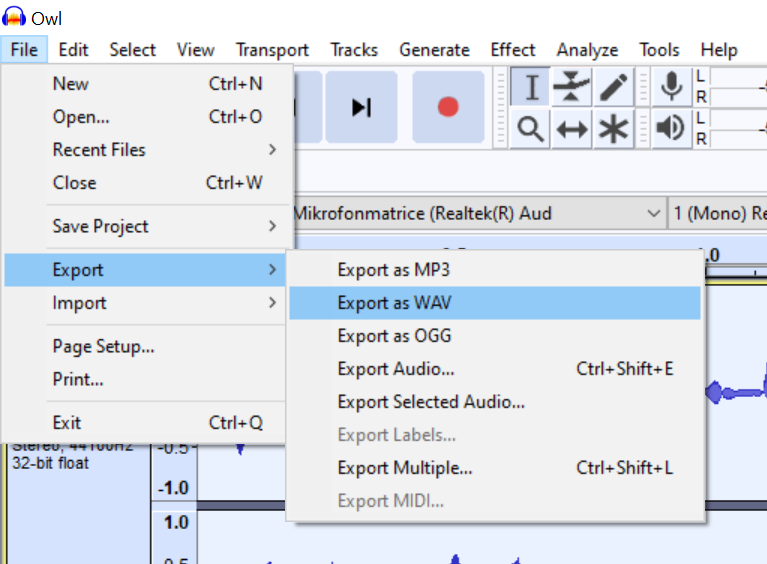 Owl
File Edit Select View Transport Tracks Generate Effect Analyze Tools Help
New Ctrl+N
Open... Ctrl+O
Recent Files
Close Ctrl+W
Save Project
Export
Import
Page Setup...
Print...
Exit Ctrl+Q
L
R
L
R
Mikrofonmatrice (Realtek(R) Aud
1 (Mono) Re
Export as MP3
Export as WAV
Export as OGG
Export Audio... Ctrl+Shift+E
Export Selected Audio...
Export Labels...
Export Multiple... Ctrl+Shift+L
Export MIDI...
Stereo, 44100Hz
32-bit float
-0.5
-1.0
1.0
0.5